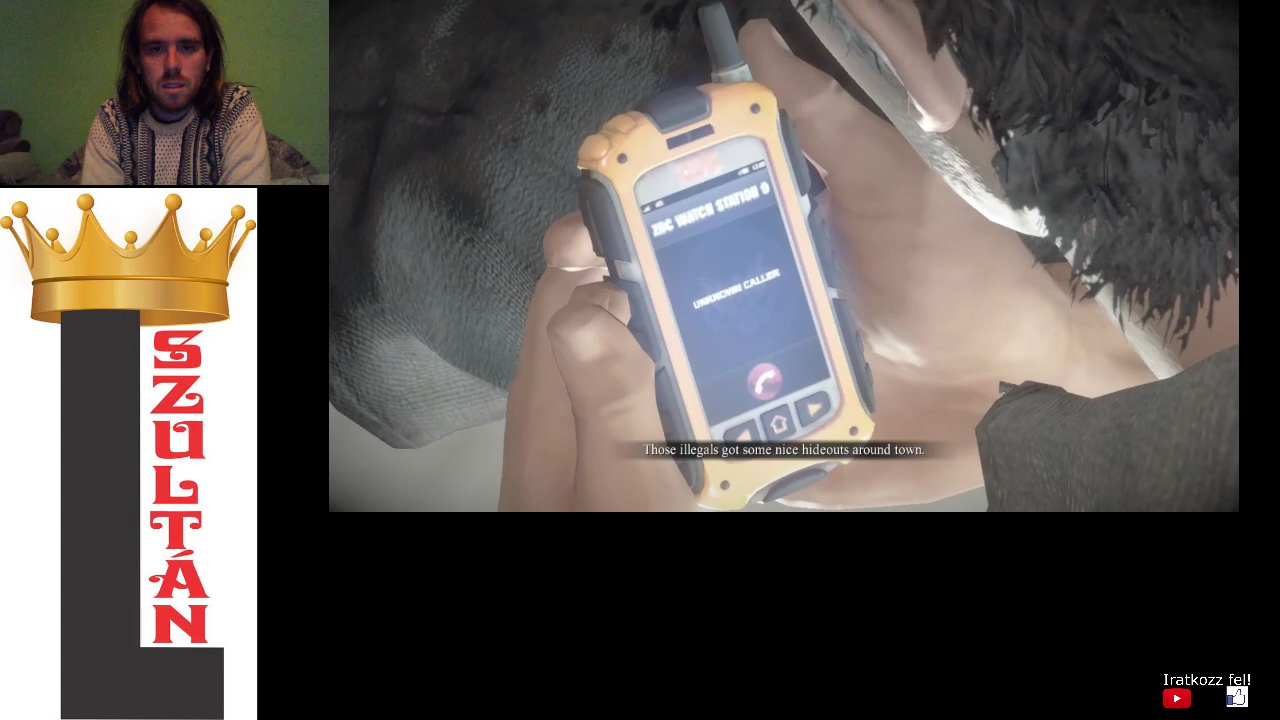 L
SZULTÁN
ZDC WATCH STATION 9
UNKNOWN CALLER
Those illegals got some nice hideouts around town.
Iratkozz fel!